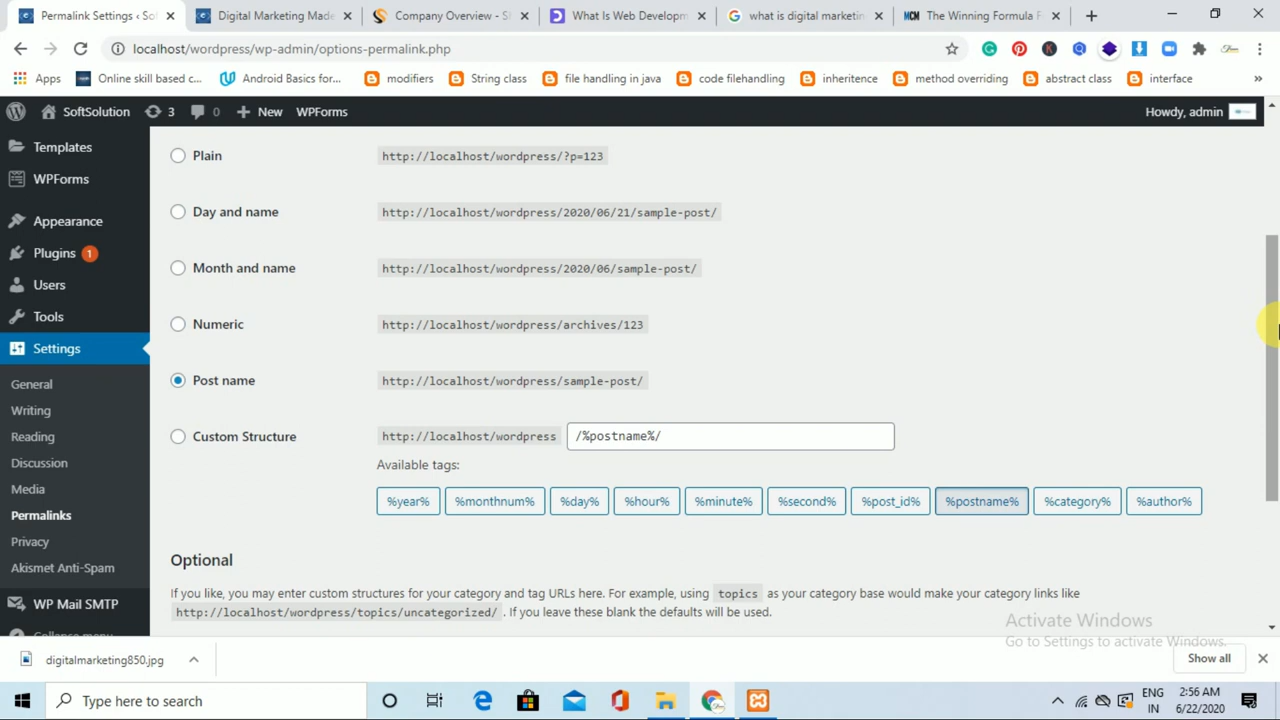 Permalink Settings ‹ Sof
Digital Marketing Made
Company Overview - S
What Is Web Developm
what is digital marketin
MCM The Winning Formula F
localhost/wordpress/wp-admin/options-permalink.php
Apps
Online skill based c...
Android Basics for...
modifiers
String class
file handling in java
code filehandling
inheritence
method overriding
abstract class
interface
»
SoftSolution
3
0
New
WPForms
Howdy, admin
Templates
WPForms
Appearance
Plugins 1
Users
Tools
Settings
General
Writing
Reading
Discussion
Media
Permalinks
Privacy
Akismet Anti-Spam
WP Mail SMTP
Collapse menu
Plain http://localhost/wordpress/?p=123
Day and name http://localhost/wordpress/2020/06/21/sample-post/
Month and name http://localhost/wordpress/2020/06/sample-post/
Numeric http://localhost/wordpress/archives/123
Post name http://localhost/wordpress/sample-post/
Custom Structure http://localhost/wordpress /%postname%/
Available tags:
%year% %monthnum% %day% %hour% %minute% %second% %post_id% %postname% %category% %author%
Optional
If you like, you may enter custom structures for your category and tag URLs here. For example, using topics as your category base would make your category links like
http://localhost/wordpress/topics/uncategorized/ . If you leave these blank the defaults will be used.
Activate Windows
Go to Settings to activate Windows.
digitalmarketing850.jpg
Show all
Type here to search
ENG
IN
2:56 AM
6/22/2020